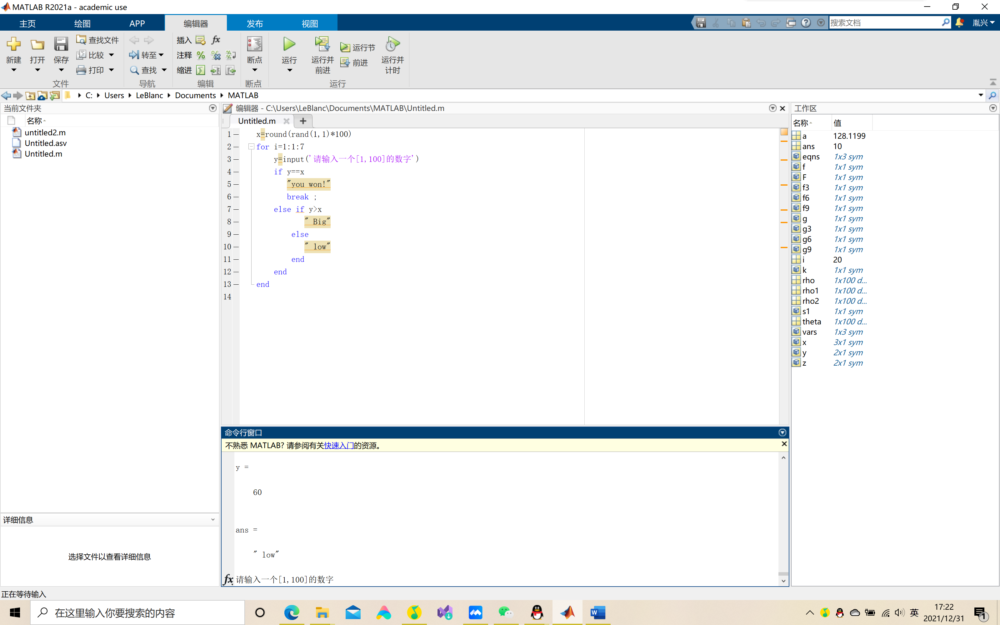 MATLAB R2021a - academic use
主页 绘图 APP 编辑器 发布 视图 搜索文档 胤兴
新建 打开 保存 查找文件 比较 打印 文件
转至 查找 导航
插入 fx 注释 缩进 编辑
断点 断点
运行 运行并前进 运行节 前进 运行并计时 运行
C: Users LeBlanc Documents MATLAB
当前文件夹
名称
untitled2.m
Untitled.asv
Untitled.m
详细信息
选择文件以查看详细信息
编辑器 - C:\Users\LeBlanc\Documents\MATLAB\Untitled.m
Untitled.m
1 x=round(rand(1,1)*100)
2 for i=1:1:7
3 y=input('请输入一个[1,100]的数字')
4 if y==x
5 "you won!"
6 break ;
7 else if y>x
8 " Big"
9 else
10 " low"
11 end
12 end
13 end
14
命令行窗口
不熟悉 MATLAB? 请参阅有关快速入门的资源。
y =
60
ans =
" low"
fx 请输入一个[1,100]的数字
工作区
名称 值
a 128.1199
ans 10
eqns 1x3 sym
f 1x1 sym
F 1x1 sym
f3 1x1 sym
f6 1x1 sym
f9 1x1 sym
g 1x1 sym
g3 1x1 sym
g6 1x1 sym
g9 1x1 sym
i 20
k 1x1 sym
rho 1x100 d...
rho1 1x100 d...
rho2 1x100 d...
s1 1x1 sym
theta 1x100 d...
vars 1x3 sym
x 3x1 sym
y 2x1 sym
z 2x1 sym
正在等待输入
在这里输入你要搜索的内容
英
17:22
2021/12/31
1